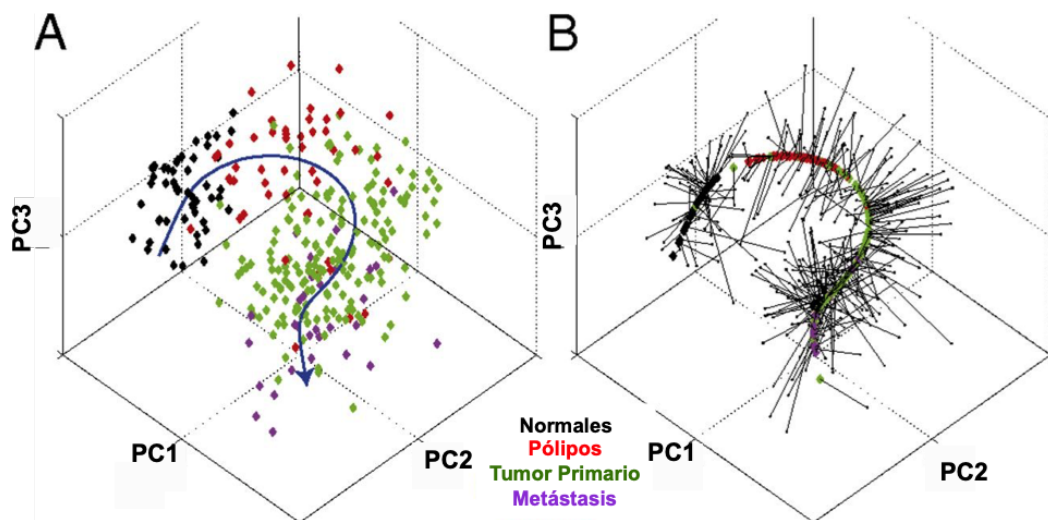 A
B
PC3
PC3
Normales
Pólipos
Tumor Primario
Metástasis
PC1
PC2
PC1
PC2